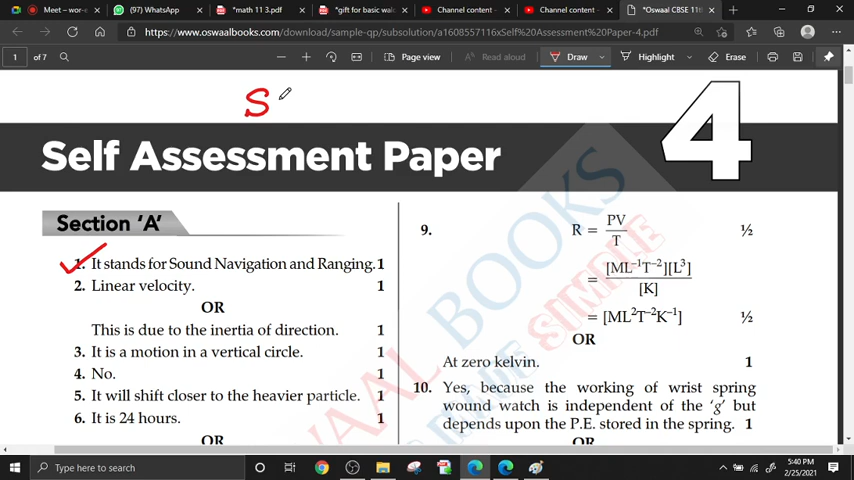 Meet – wor-e
(97) WhatsApp
*math 11 3.pdf
*gift for basic wal
Channel content -
Channel content -
*Oswaal CBSE 11th
https://www.oswaalbooks.com/download/sample-qp/subsolution/a1608557116xSelf%20Assessment%20Paper-4.pdf
1 of 7
Page view
Read aloud
Draw
Highlight
Erase
S
4
Self Assessment Paper
Section 'A'
1. It stands for Sound Navigation and Ranging. 1
2. Linear velocity. 1
OR
This is due to the inertia of direction. 1
3. It is a motion in a vertical circle. 1
4. No. 1
5. It will shift closer to the heavier particle. 1
6. It is 24 hours. 1
OR
9. R = PV/T ½
= [ML⁻¹T⁻²][L³]/[K]
= [ML²T⁻²K⁻¹] ½
OR
At zero kelvin. 1
10. Yes, because the working of wrist spring
wound watch is independent of the 'g' but
depends upon the P.E. stored in the spring. 1
OR
OSWAAL BOOKS
SIMPLE
Type here to search
5:40 PM
2/25/2021